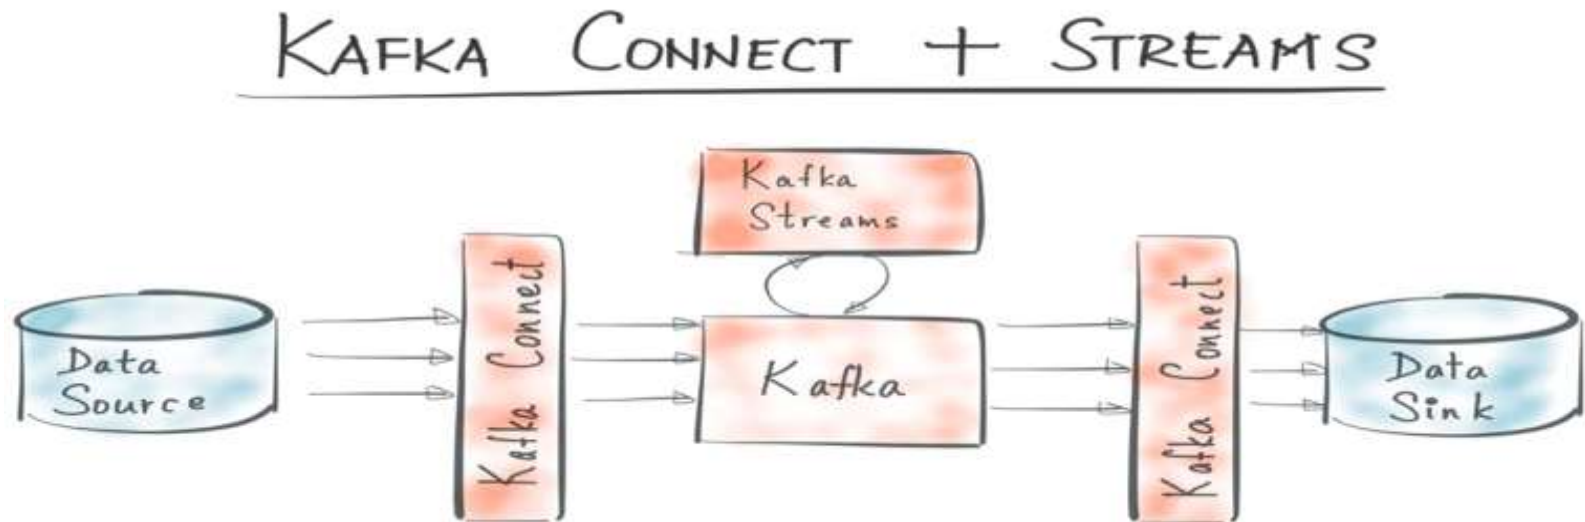 KAFKA CONNECT + STREAMS
Kafka
Streams
Data
Source
Kafka Connect
Kafka
Kafka Connect
Data
Sink